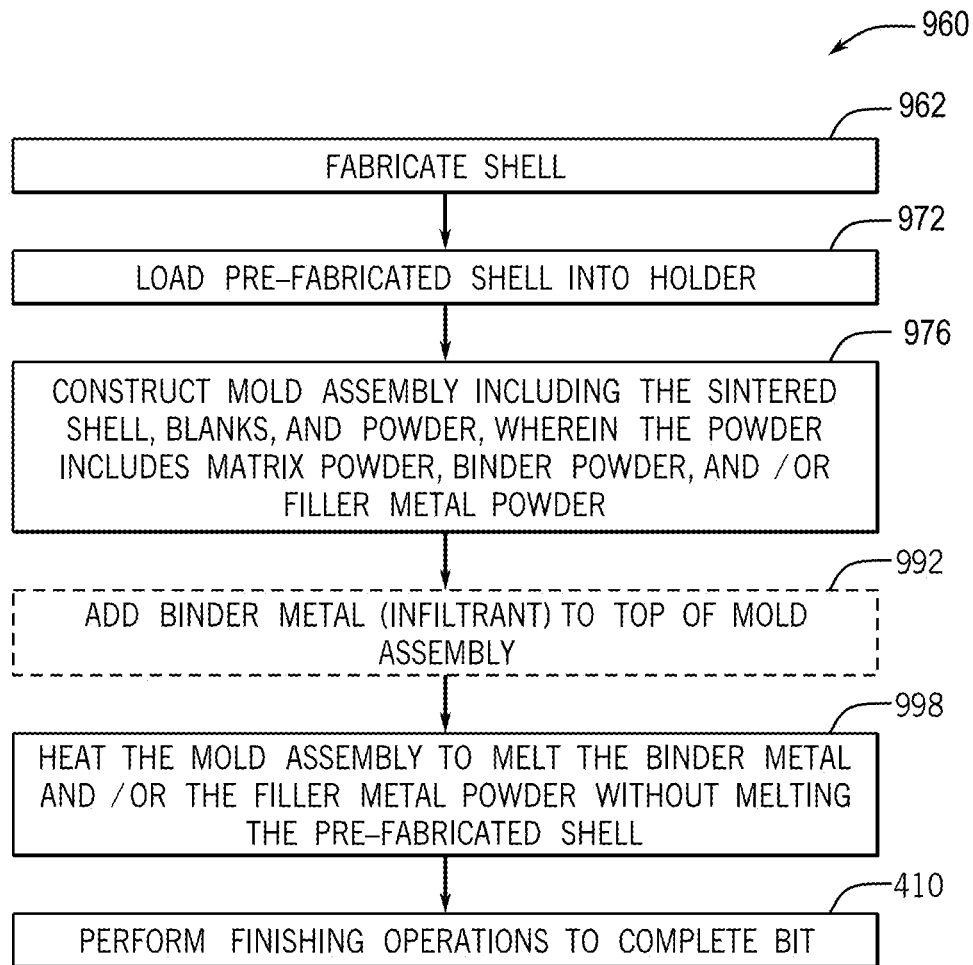 960
962
FABRICATE SHELL
972
LOAD PRE-FABRICATED SHELL INTO HOLDER
976
CONSTRUCT MOLD ASSEMBLY INCLUDING THE SINTERED
SHELL, BLANKS, AND POWDER, WHEREIN THE POWDER
INCLUDES MATRIX POWDER, BINDER POWDER, AND /OR
FILLER METAL POWDER
992
ADD BINDER METAL (INFILTRANT) TO TOP OF MOLD
ASSEMBLY
998
HEAT THE MOLD ASSEMBLY TO MELT THE BINDER METAL
AND /OR THE FILLER METAL POWDER WITHOUT MELTING
THE PRE-FABRICATED SHELL
410
PERFORM FINISHING OPERATIONS TO COMPLETE BIT